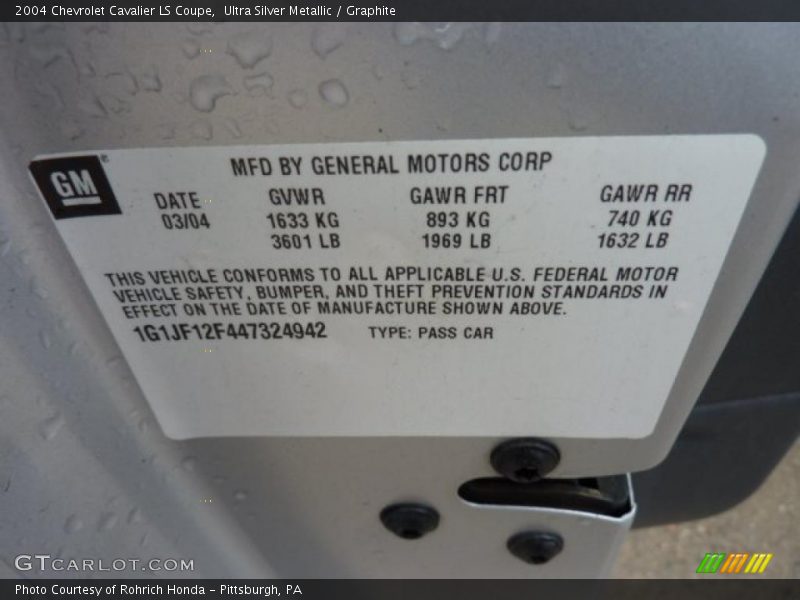 2004 Chevrolet Cavalier LS Coupe,  Ultra Silver Metallic / Graphite
GM
MFD BY GENERAL MOTORS CORP
DATE GVWR GAWR FRT GAWR RR
03/04 1633 KG 893 KG 740 KG
3601 LB 1969 LB 1632 LB
THIS VEHICLE CONFORMS TO ALL APPLICABLE U.S. FEDERAL MOTOR
VEHICLE SAFETY, BUMPER, AND THEFT PREVENTION STANDARDS IN
EFFECT ON THE DATE OF MANUFACTURE SHOWN ABOVE.
1G1JF12F447324942 TYPE: PASS CAR
GTCARLOT.COM
Photo Courtesy of Rohrich Honda – Pittsburgh, PA